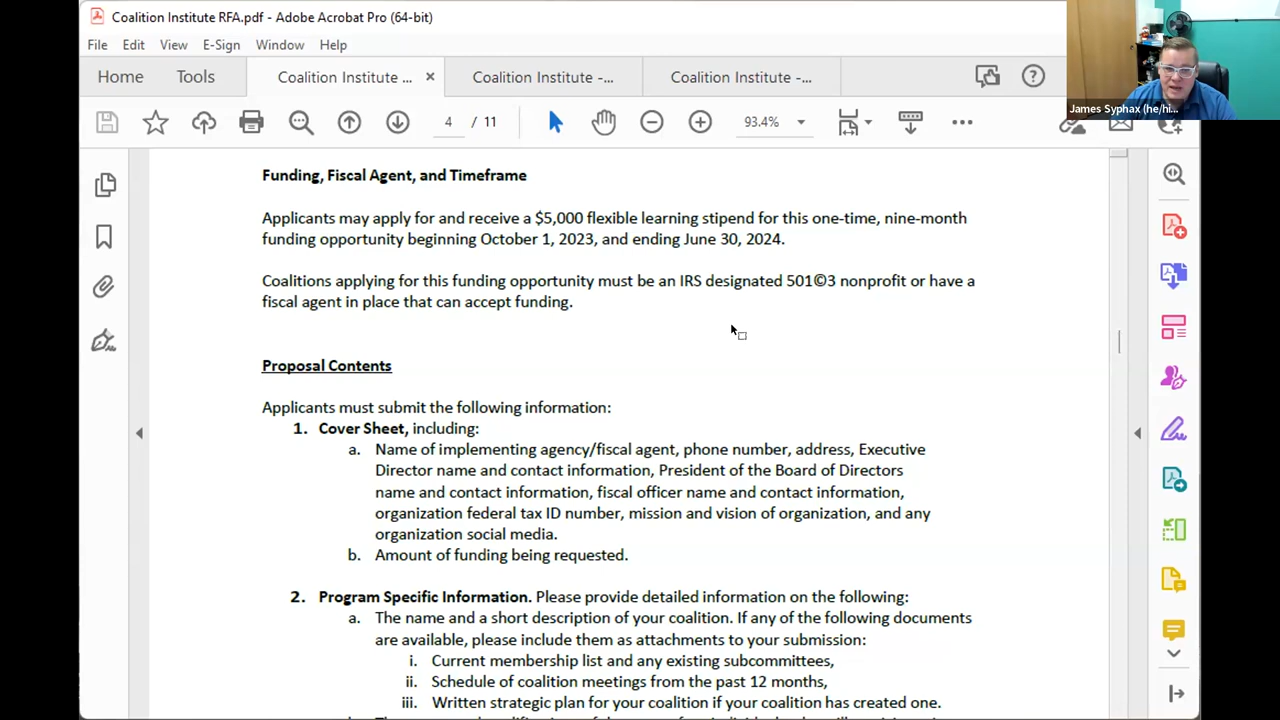 Coalition Institute RFA.pdf - Adobe Acrobat Pro (64-bit)
File Edit View E-Sign Window Help
Home Tools Coalition Institute ... × Coalition Institute -... Coalition Institute -...
4 / 11 93.4%
James Syphax (he/hi...
Funding, Fiscal Agent, and Timeframe
Applicants may apply for and receive a $5,000 flexible learning stipend for this one-time, nine-month
funding opportunity beginning October 1, 2023, and ending June 30, 2024.
Coalitions applying for this funding opportunity must be an IRS designated 501©3 nonprofit or have a
fiscal agent in place that can accept funding.
Proposal Contents
Applicants must submit the following information:
1. Cover Sheet, including:
a. Name of implementing agency/fiscal agent, phone number, address, Executive
Director name and contact information, President of the Board of Directors
name and contact information, fiscal officer name and contact information,
organization federal tax ID number, mission and vision of organization, and any
organization social media.
b. Amount of funding being requested.
2. Program Specific Information. Please provide detailed information on the following:
a. The name and a short description of your coalition. If any of the following documents
are available, please include them as attachments to your submission:
i. Current membership list and any existing subcommittees,
ii. Schedule of coalition meetings from the past 12 months,
iii. Written strategic plan for your coalition if your coalition has created one.